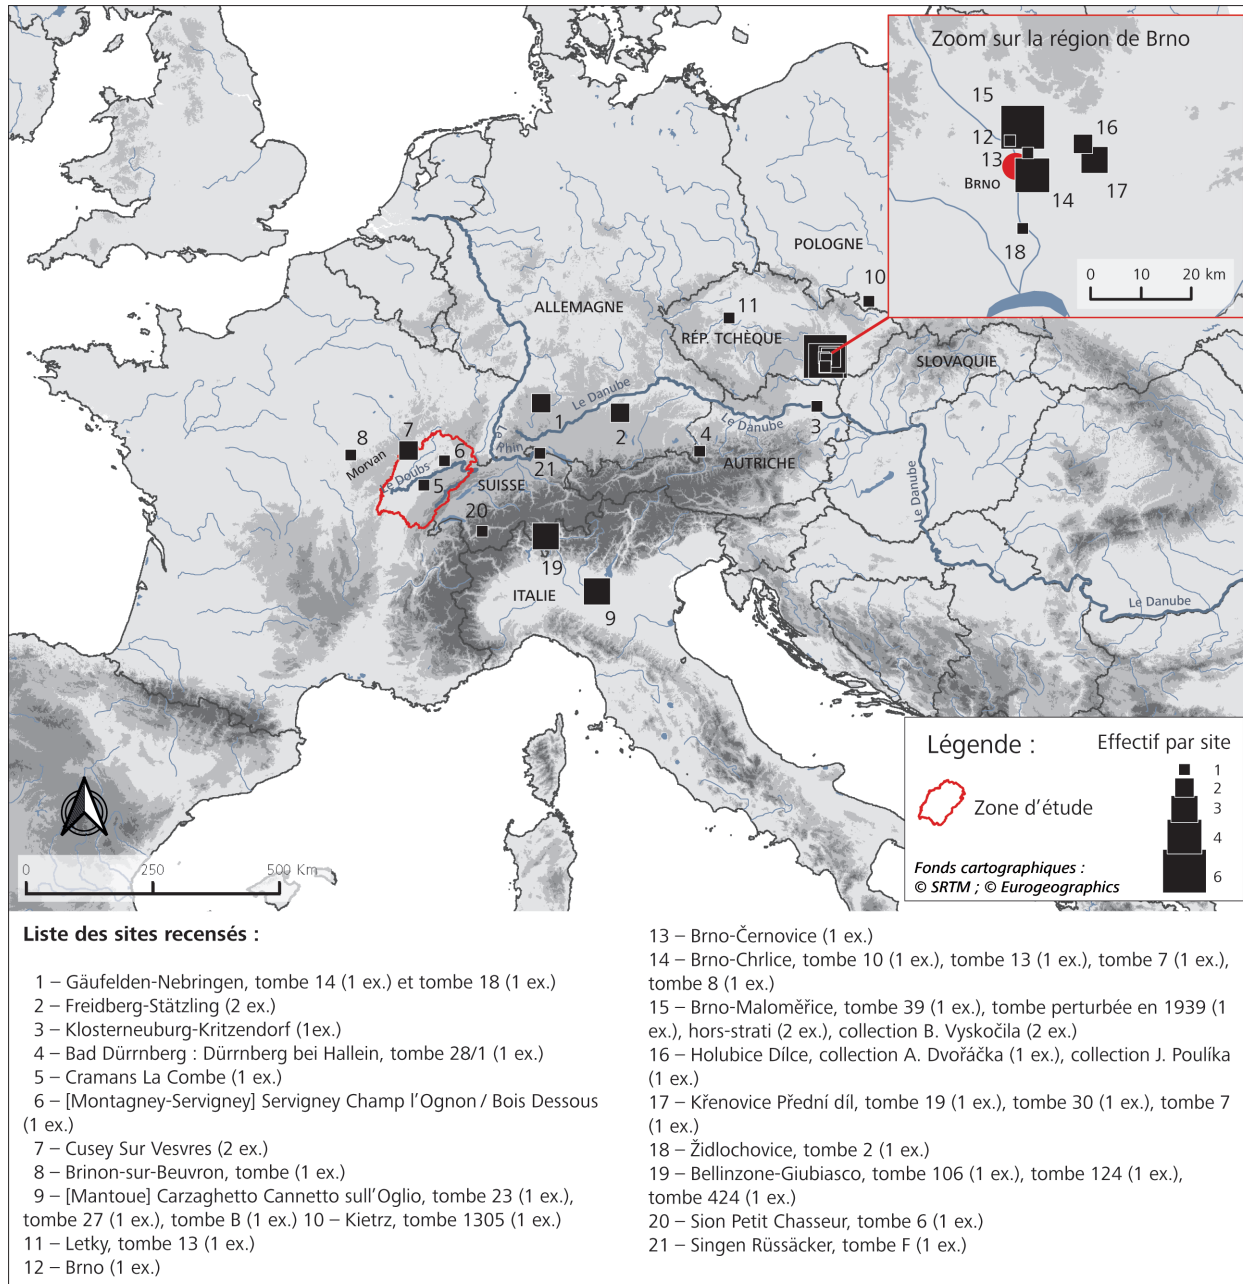 Zoom sur la région de Brno
15
12
13
BRNO
16
17
14
18
0 10 20 km
POLOGNE
10
ALLEMAGNE
11
RÉP. TCHÈQUE
SLOVAQUIE
Le Danube
1
2
Le Danube
3
Le Rhin
4
21
AUTRICHE
7
8
Morvan
6
Le Doubs
5
SUISSE
20
19
ITALIE
9
Le Danube
Le Danube
0 250 500 Km
Légende :
Effectif par site
Zone d'étude
1
2
3
4
6
Fonds cartographiques :
© SRTM ; © Eurogeographics
Liste des sites recensés :
1 – Gäufelden-Nebringen, tombe 14 (1 ex.) et tombe 18 (1 ex.)
2 – Freidberg-Stätzling (2 ex.)
3 – Klosterneuburg-Kritzendorf (1ex.)
4 – Bad Dürrnberg : Dürrnberg bei Hallein, tombe 28/1 (1 ex.)
5 – Cramans La Combe (1 ex.)
6 – [Montagney-Servigney] Servigney Champ l'Ognon / Bois Dessous
(1 ex.)
7 – Cusey Sur Vesvres (2 ex.)
8 – Brinon-sur-Beuvron, tombe (1 ex.)
9 – [Mantoue] Carzaghetto Cannetto sull'Oglio, tombe 23 (1 ex.),
tombe 27 (1 ex.), tombe B (1 ex.) 10 – Kietrz, tombe 1305 (1 ex.)
11 – Letky, tombe 13 (1 ex.)
12 – Brno (1 ex.)
13 – Brno-Černovice (1 ex.)
14 – Brno-Chrlice, tombe 10 (1 ex.), tombe 13 (1 ex.), tombe 7 (1 ex.),
tombe 8 (1 ex.)
15 – Brno-Maloměřice, tombe 39 (1 ex.), tombe perturbée en 1939 (1
ex.), hors-strati (2 ex.), collection B. Vyskočila (2 ex.)
16 – Holubice Dílce, collection A. Dvořáčka (1 ex.), collection J. Poulíka
(1 ex.)
17 – Křenovice Přední díl, tombe 19 (1 ex.), tombe 30 (1 ex.), tombe 7
(1 ex.)
18 – Židlochovice, tombe 2 (1 ex.)
19 – Bellinzone-Giubiasco, tombe 106 (1 ex.), tombe 124 (1 ex.),
tombe 424 (1 ex.)
20 – Sion Petit Chasseur, tombe 6 (1 ex.)
21 – Singen Rüssäcker, tombe F (1 ex.)